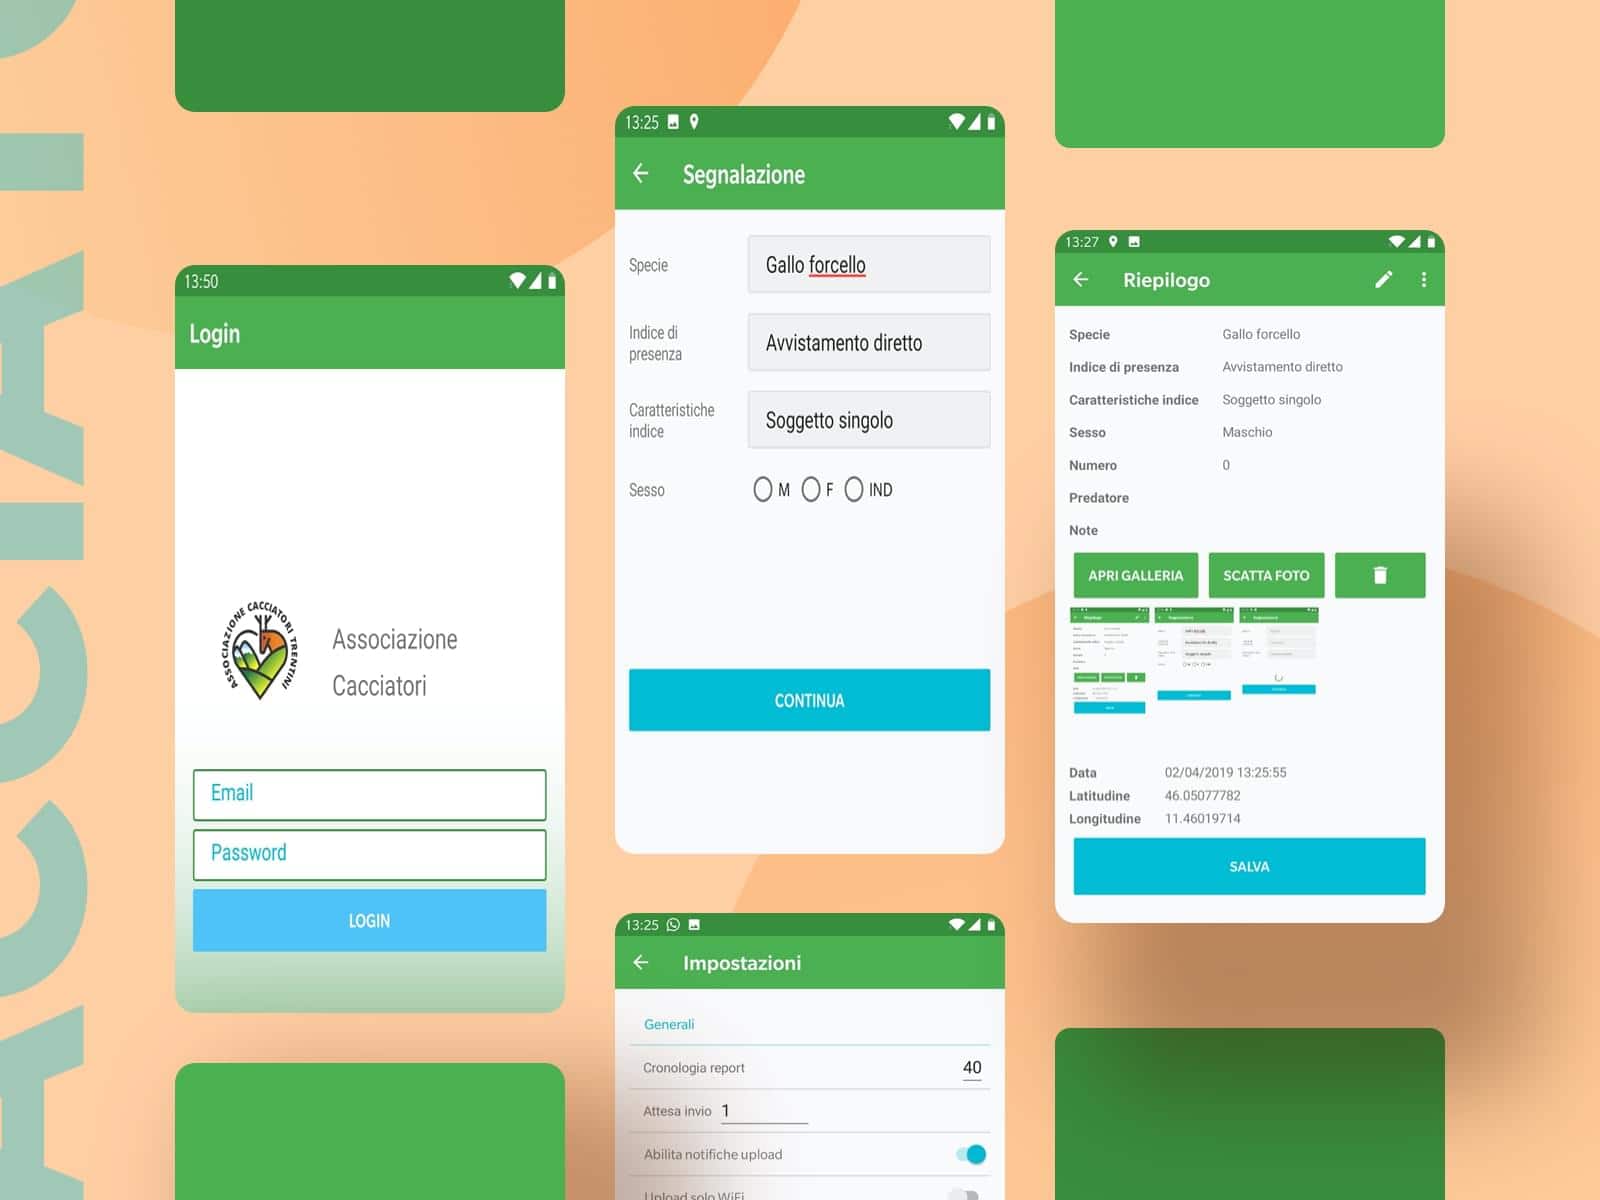 ACCIATO
13:50
Login
ASSOCIAZIONE CACCIATORI TRENTINI
Associazione
Cacciatori
Email
Password
LOGIN
13:25
Segnalazione
Specie
Gallo forcello
Indice di
presenza
Avvistamento diretto
Caratteristiche
indice
Soggetto singolo
Sesso
M F IND
CONTINUA
13:25
Impostazioni
Generali
Cronologia report 40
Attesa invio 1
Abilita notifiche upload
Upload solo WiFi
13:27
Riepilogo
Specie Gallo forcello
Indice di presenza Avvistamento diretto
Caratteristiche indice Soggetto singolo
Sesso Maschio
Numero 0
Predatore
Note
APRI GALLERIA SCATTA FOTO
Data 02/04/2019 13:25:55
Latitudine 46.05077782
Longitudine 11.46019714
SALVA